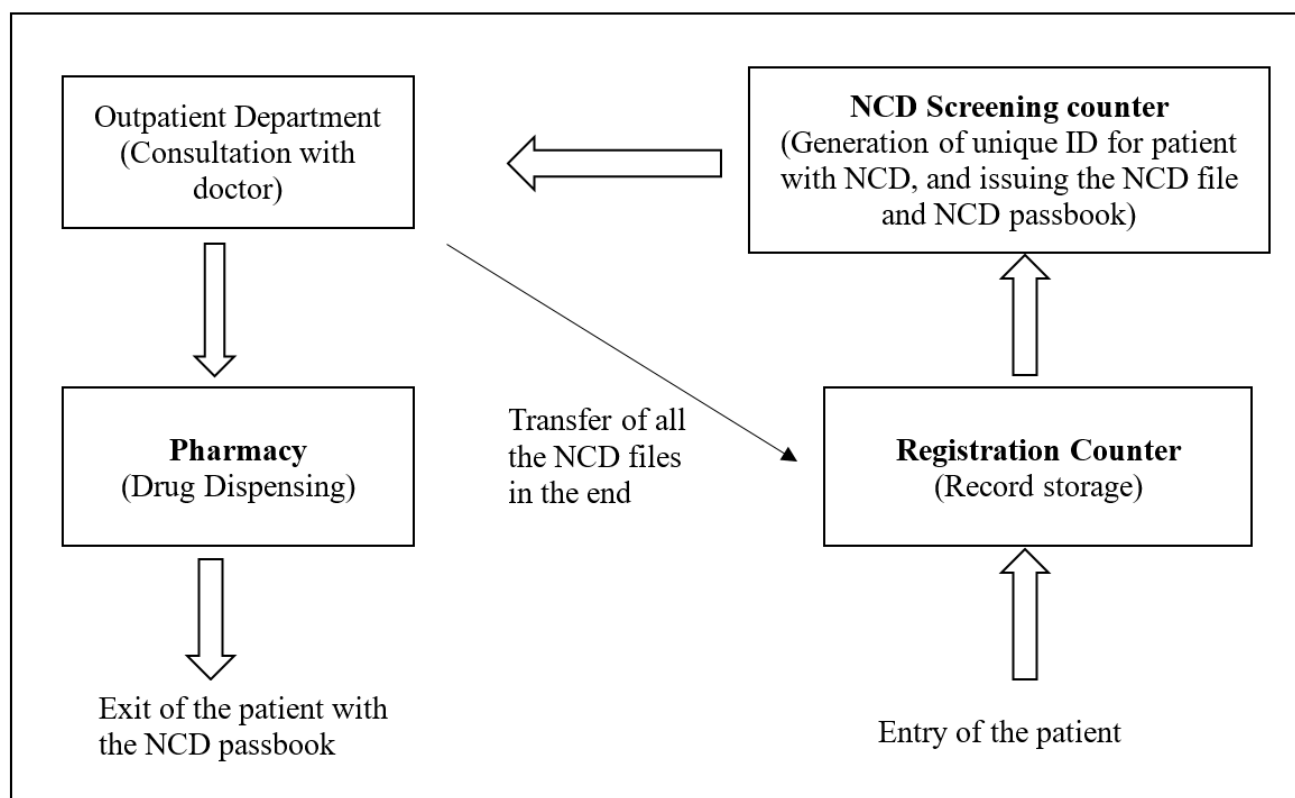 Outpatient Department
(Consultation with
doctor)
NCD Screening counter
(Generation of unique ID for patient
with NCD, and issuing the NCD file
and NCD passbook)
Pharmacy
(Drug Dispensing)
Transfer of all
the NCD files
in the end
Registration Counter
(Record storage)
Exit of the patient with
the NCD passbook
Entry of the patient